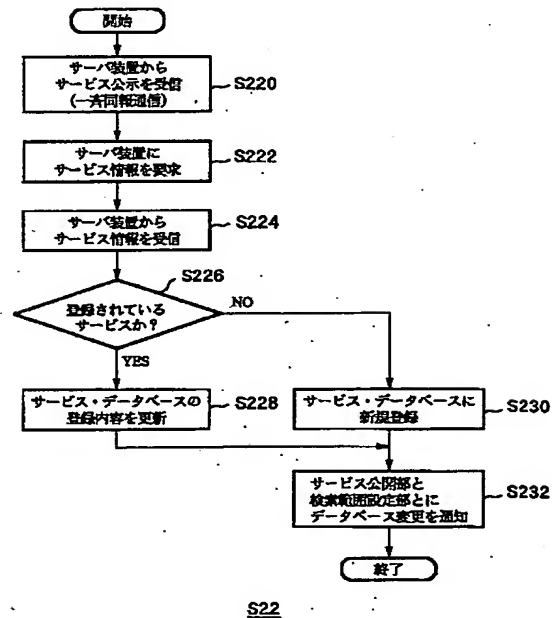 開始
サーバ装置から
サービス公示を受信
(一斉同報通信)
S220
サーバ装置に
サービス情報を要求
S222
サーバ装置から
サービス情報を受信
S224
S226
登録されている
サービスか?
NO
YES
サービス・データベースの
登録内容を更新
S228
サービス・データベースに
新規登録
S230
サービス公開部と
検索範囲設定部とに
データベース変更を通知
S232
終了
S22